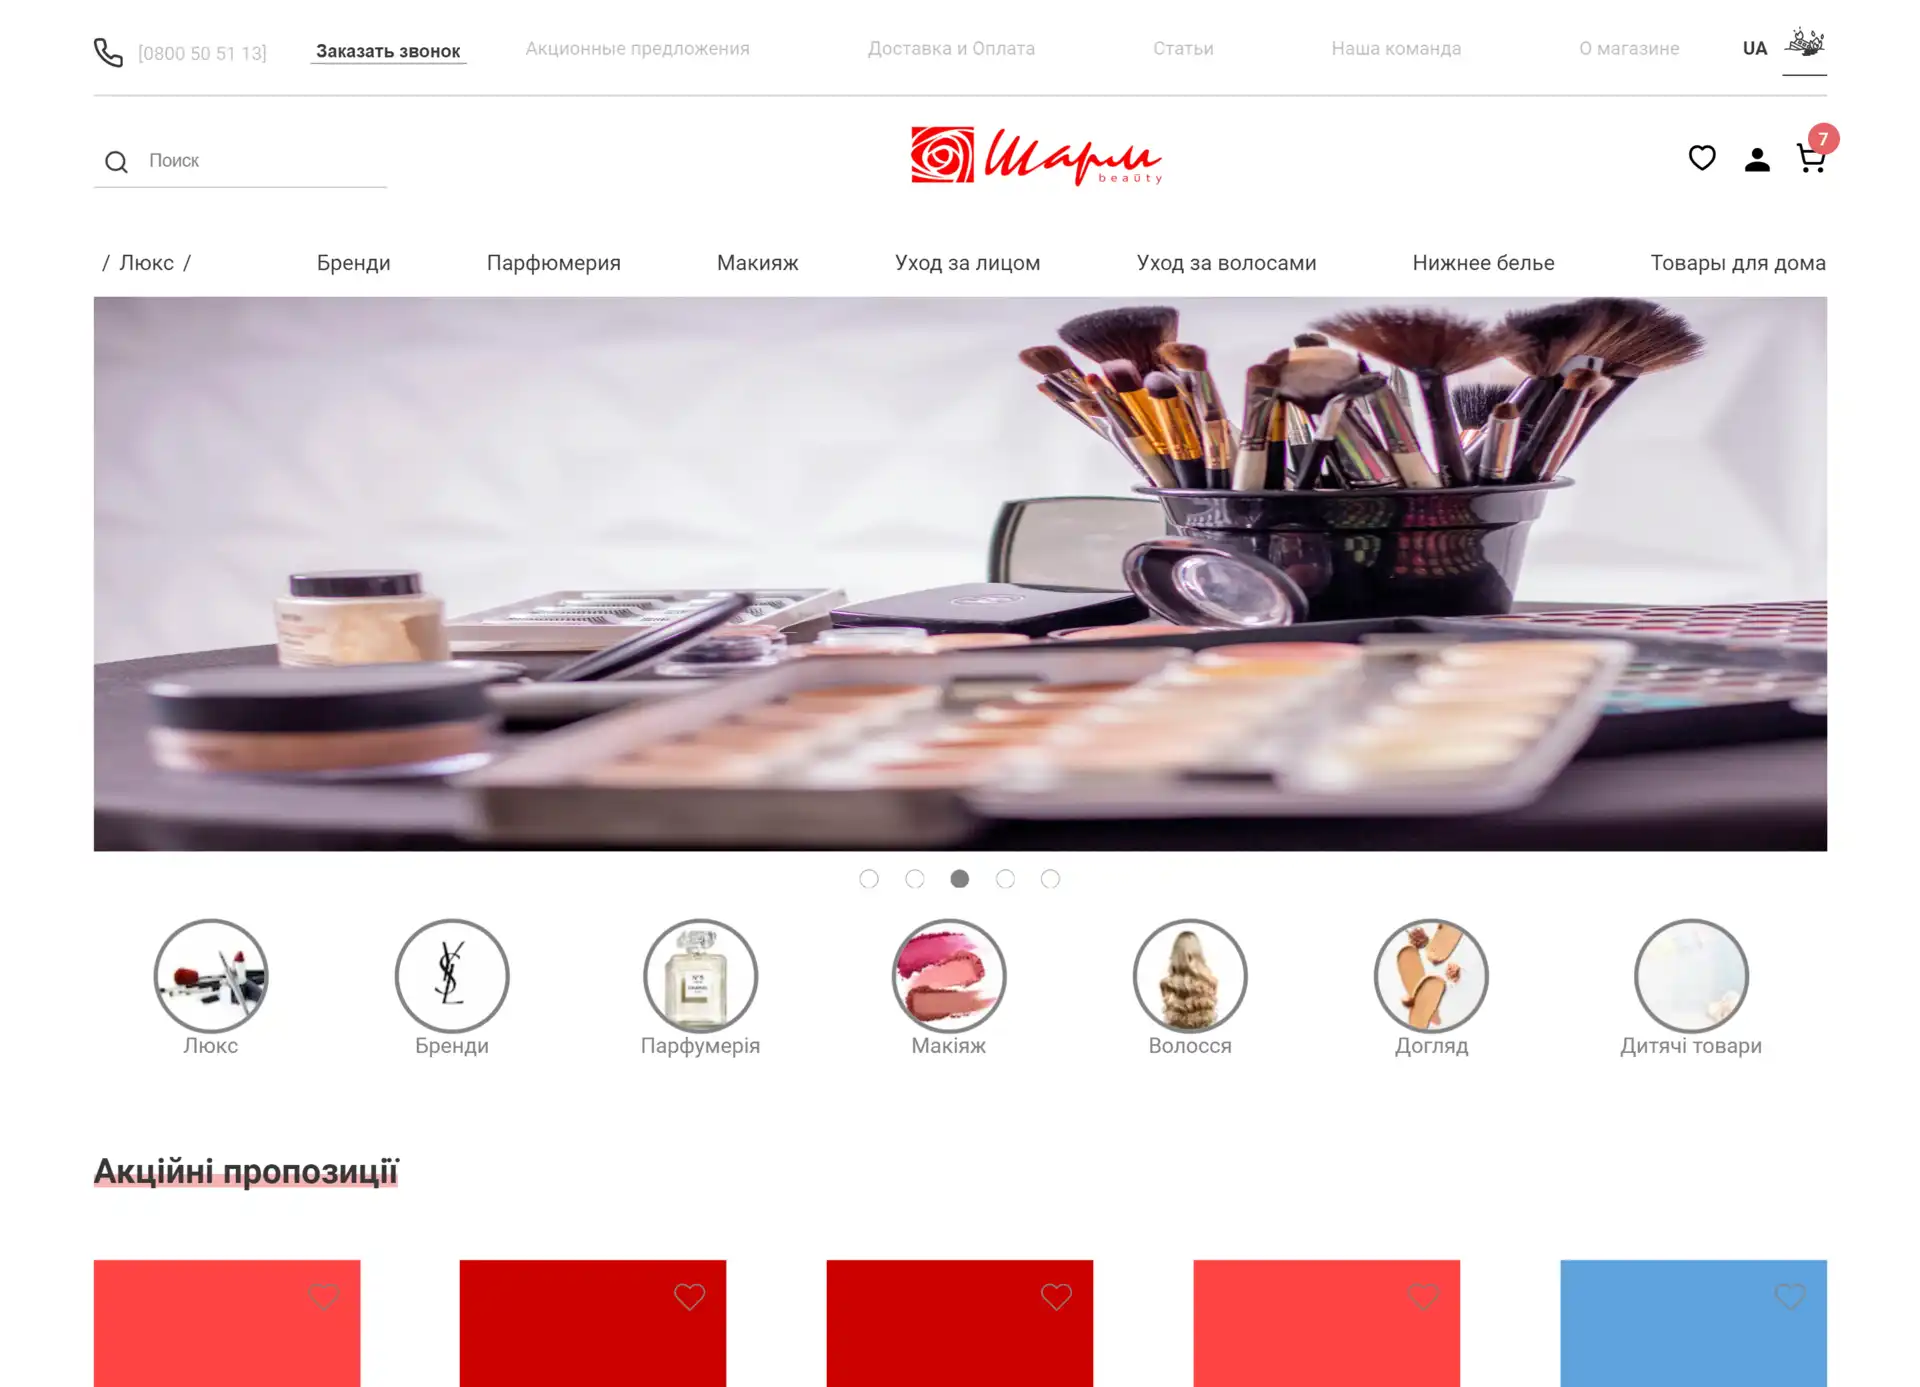 [0800 50 51 13]
Заказать звонок
Акционные предложения
Доставка и Оплата
Статьи
Наша команда
О магазине
UA
Поиск
Шарм
beauty
7
/ Люкс /
Бренди
Парфюмерия
Макияж
Уход за лицом
Уход за волосами
Нижнее белье
Товары для дома
N°5
CHANEL
Люкс
Бренди
Парфумерія
Макіяж
Волосся
Догляд
Дитячі товари
Акційні пропозиції